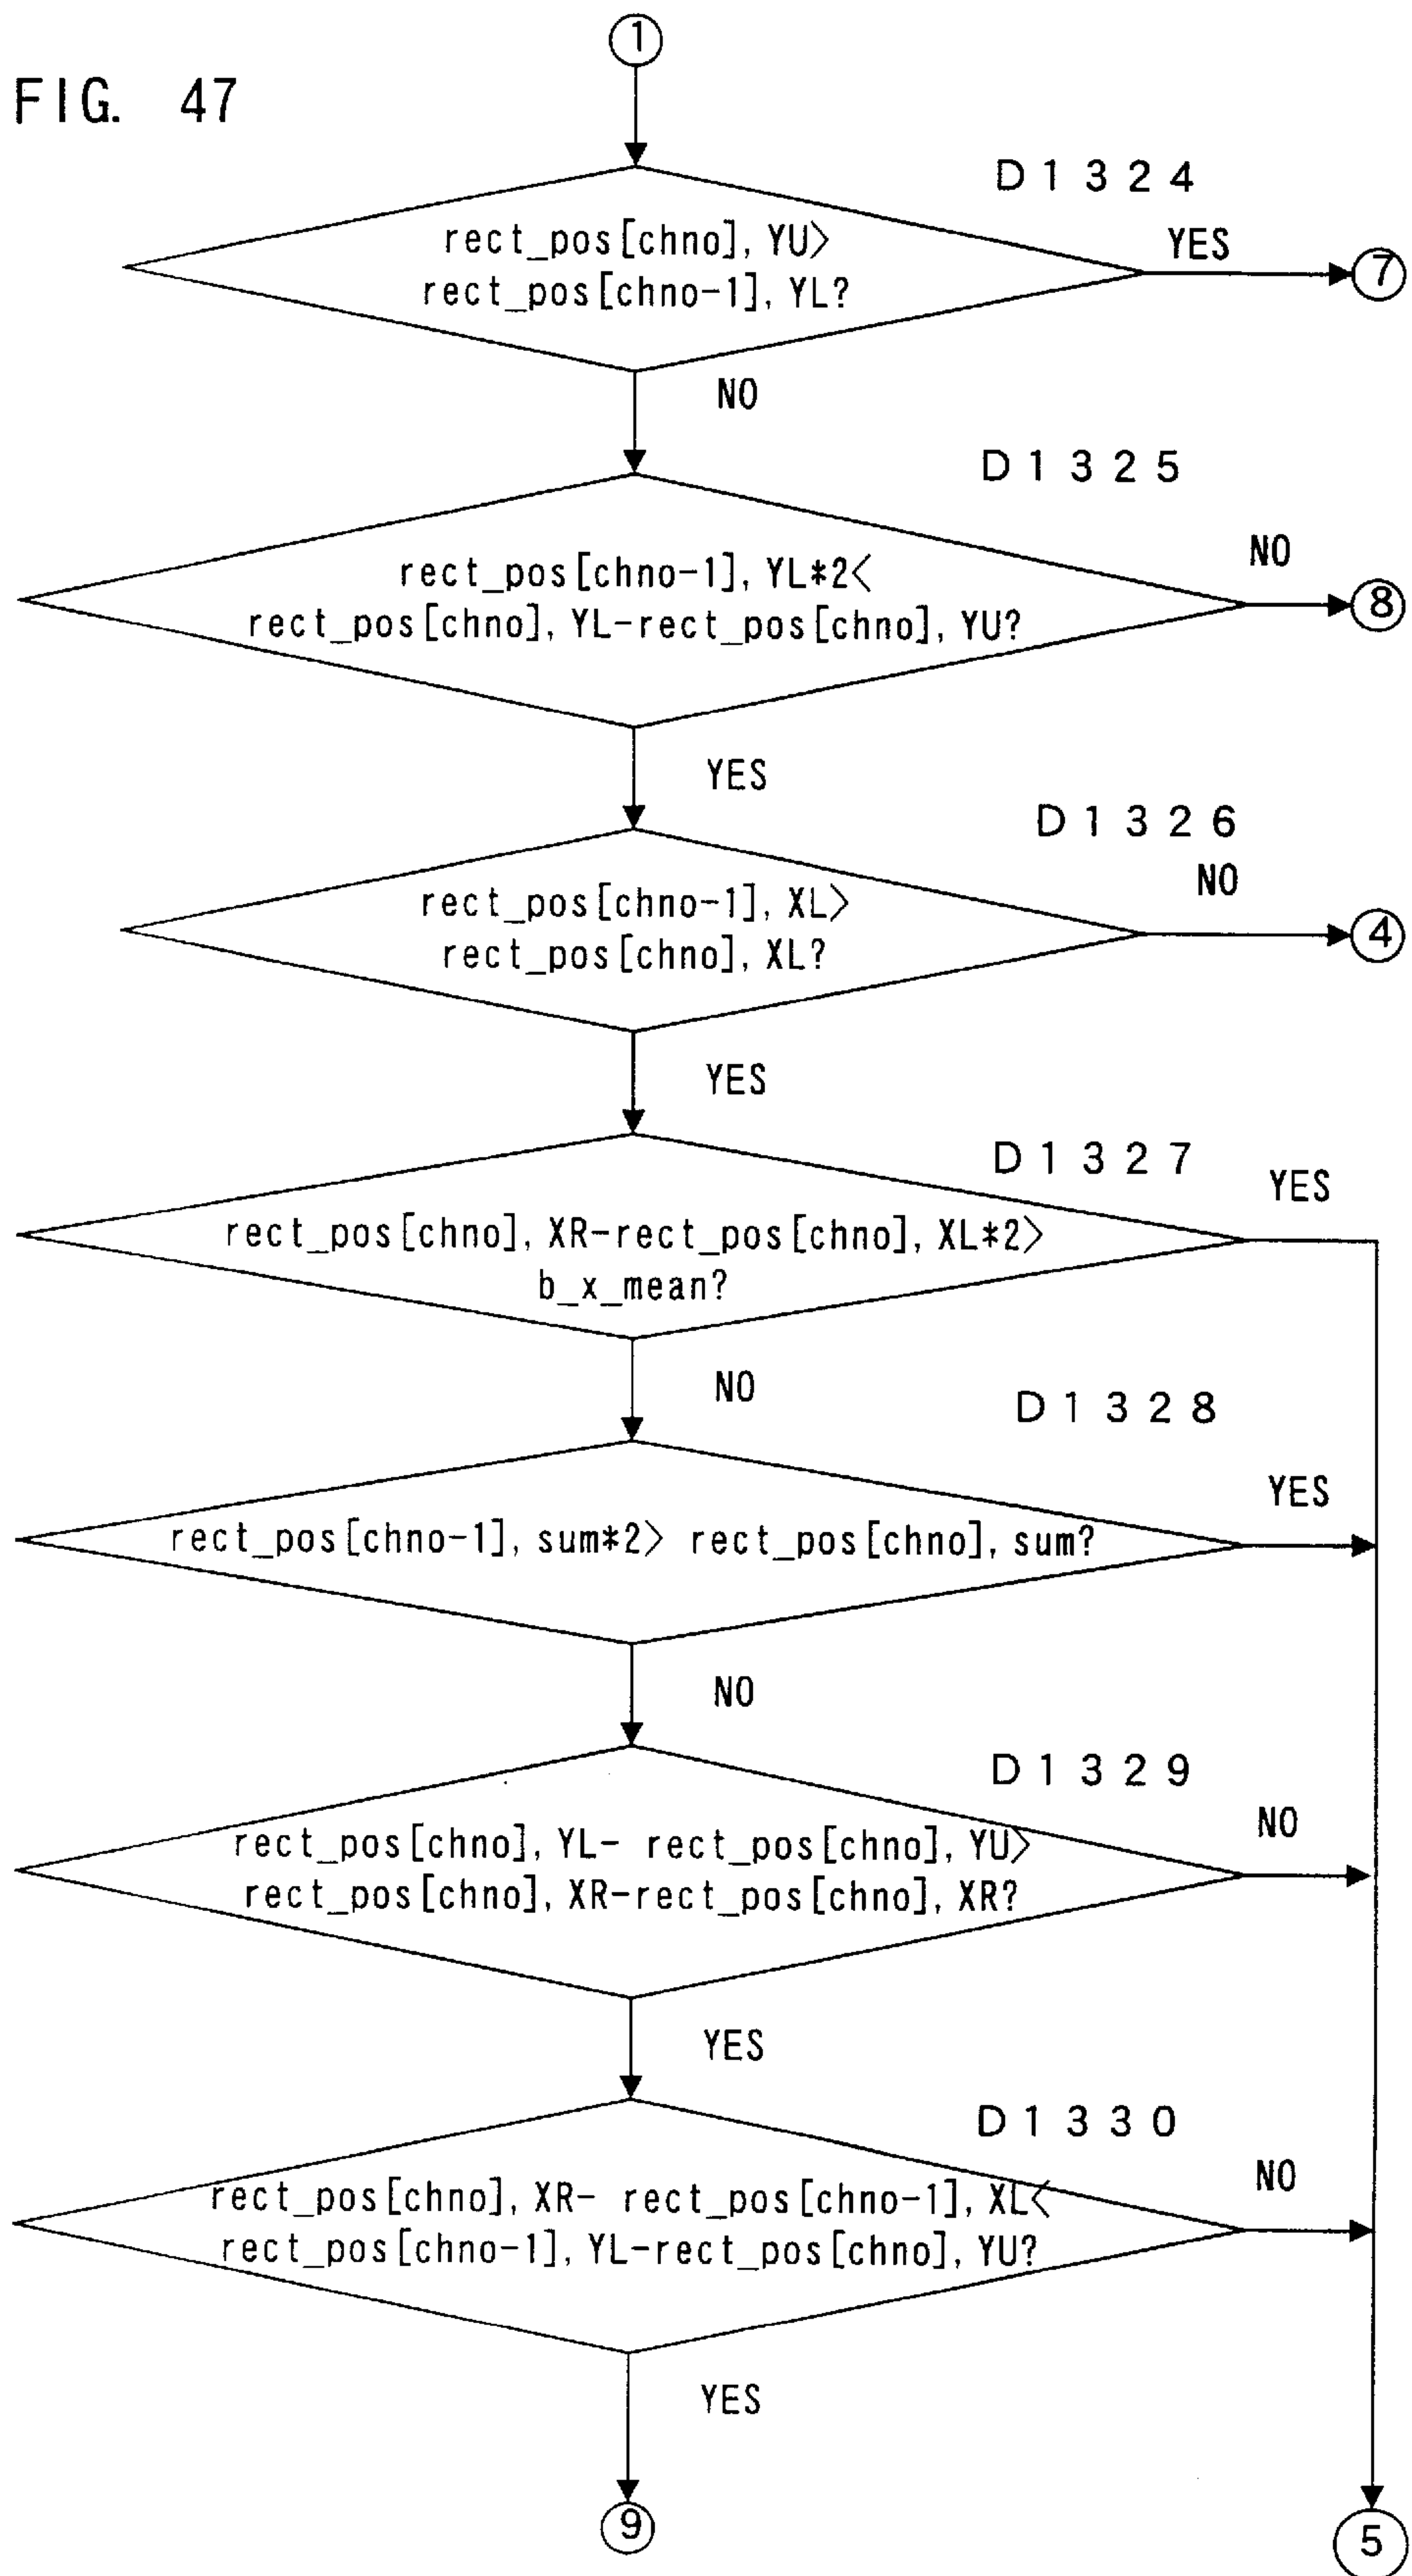 1
FIG. 47
D1324
rect_pos[chno], YU>
rect_pos[chno-1], YL?
YES
7
NO
D1325
rect_pos[chno-1], YL*2<
rect_pos[chno], YL-rect_pos[chno], YU?
NO
8
YES
D1326
rect_pos[chno-1], XL>
rect_pos[chno], XL?
NO
4
YES
D1327
rect_pos[chno], XR-rect_pos[chno], XL*2>
b_x_mean?
YES
NO
D1328
rect_pos[chno-1], sum*2> rect_pos[chno], sum?
YES
NO
D1329
rect_pos[chno], YL- rect_pos[chno], YU>
rect_pos[chno], XR-rect_pos[chno], XR?
NO
YES
D1330
rect_pos[chno], XR- rect_pos[chno-1], XL<
rect_pos[chno-1], YL-rect_pos[chno], YU?
NO
YES
9
5